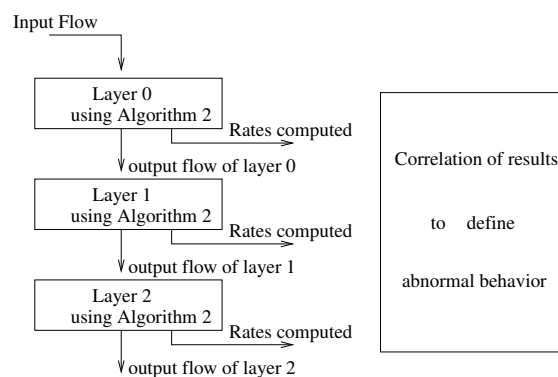 Input Flow
Layer 0
using Algorithm 2
Rates computed
output flow of layer 0
Layer 1
using Algorithm 2
Rates computed
output flow of layer 1
Layer 2
using Algorithm 2
Rates computed
output flow of layer 2
Correlation of results
to define
abnormal behavior